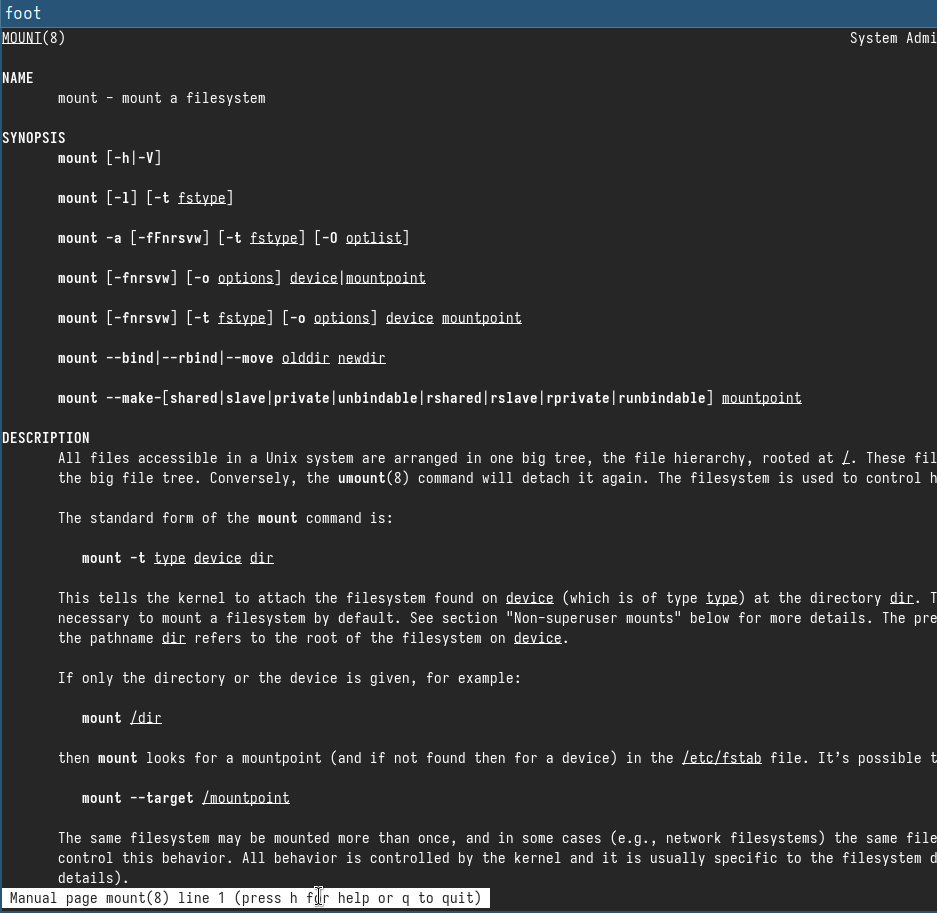 foot
MOUNT(8) System Admi
NAME
mount - mount a filesystem
SYNOPSIS
mount [-h|-V]
mount [-l] [-t fstype]
mount -a [-fFnrsvw] [-t fstype] [-O optlist]
mount [-fnrsvw] [-o options] device|mountpoint
mount [-fnrsvw] [-t fstype] [-o options] device mountpoint
mount --bind|--rbind|--move olddir newdir
mount --make-[shared|slave|private|unbindable|rshared|rslave|rprivate|runbindable] mountpoint
DESCRIPTION
All files accessible in a Unix system are arranged in one big tree, the file hierarchy, rooted at /. These fil
the big file tree. Conversely, the umount(8) command will detach it again. The filesystem is used to control h
The standard form of the mount command is:
mount -t type device dir
This tells the kernel to attach the filesystem found on device (which is of type type) at the directory dir. T
necessary to mount a filesystem by default. See section "Non-superuser mounts" below for more details. The pre
the pathname dir refers to the root of the filesystem on device.
If only the directory or the device is given, for example:
mount /dir
then mount looks for a mountpoint (and if not found then for a device) in the /etc/fstab file. It’s possible t
mount --target /mountpoint
The same filesystem may be mounted more than once, and in some cases (e.g., network filesystems) the same file
control this behavior. All behavior is controlled by the kernel and it is usually specific to the filesystem d
details).
Manual page mount(8) line 1 (press h for help or q to quit)